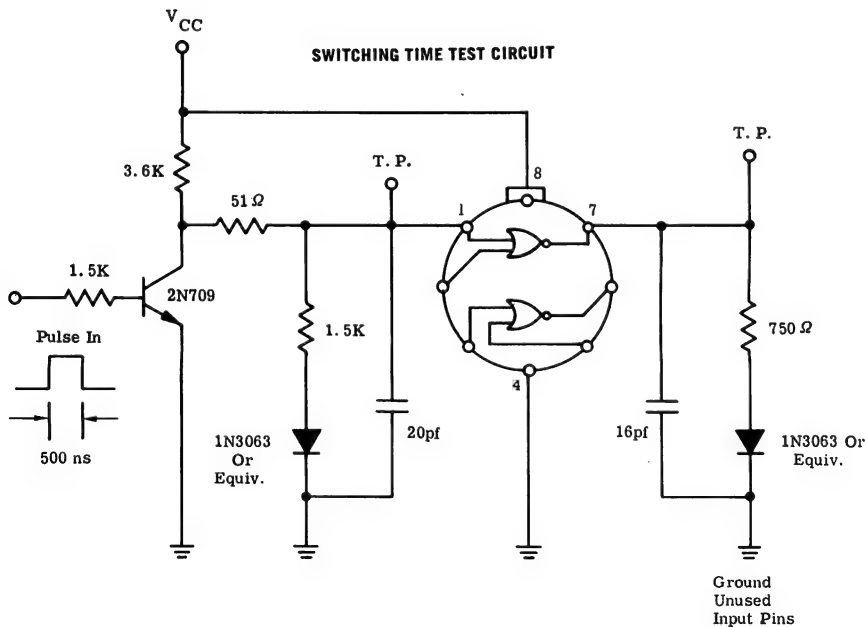 V_CC
SWITCHING TIME TEST CIRCUIT
T. P.
T. P.
3.6K
8
51 Ω
1
7
1.5K
2N709
Pulse In
1.5K
750 Ω
4
20pf
16pf
500 ns
1N3063
Or
Equiv.
1N3063 Or
Equiv.
Ground
Unused
Input Pins